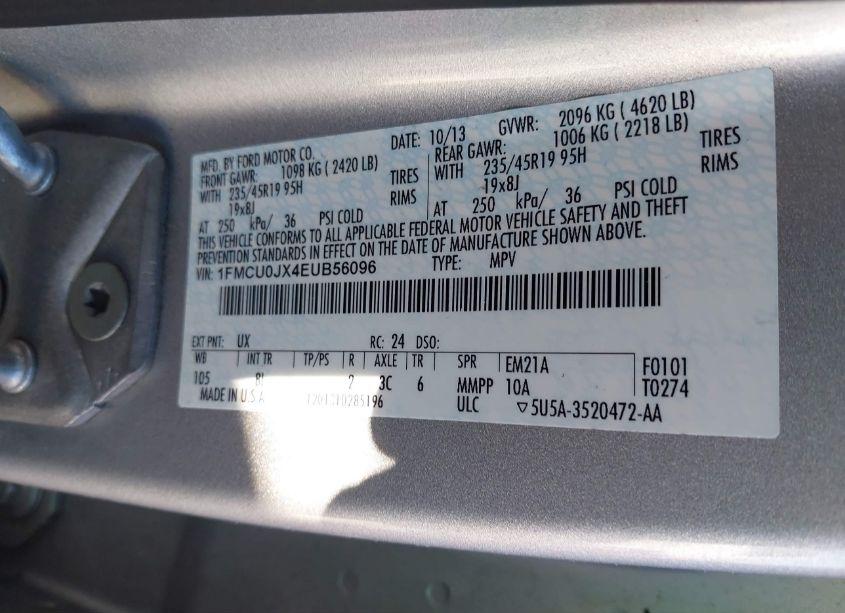 MFD. BY FORD MOTOR CO.
DATE: 10/13 GVWR: 2096 KG ( 4620 LB)
FRONT GAWR: 1098 KG ( 2420 LB)
REAR GAWR: 1006 KG ( 2218 LB)
WITH 235/45R19 95H TIRES
WITH 235/45R19 95H TIRES
19x8J RIMS
19x8J RIMS
AT 250 kPa/ 36 PSI COLD
AT 250 kPa/ 36 PSI COLD
THIS VEHICLE CONFORMS TO ALL APPLICABLE FEDERAL MOTOR VEHICLE SAFETY AND THEFT
PREVENTION STANDARDS IN EFFECT ON THE DATE OF MANUFACTURE SHOWN ABOVE.
VIN: 1FMCU0JX4EUB56096 TYPE: MPV
EXT PNT: UX RC: 24 DSO:
WB INT TR TP/PS R AXLE TR SPR EM21A F0101
105 2 3C 6 MMPP 10A T0274
MADE IN U.S.A. ULC ▽5U5A-3520472-AA